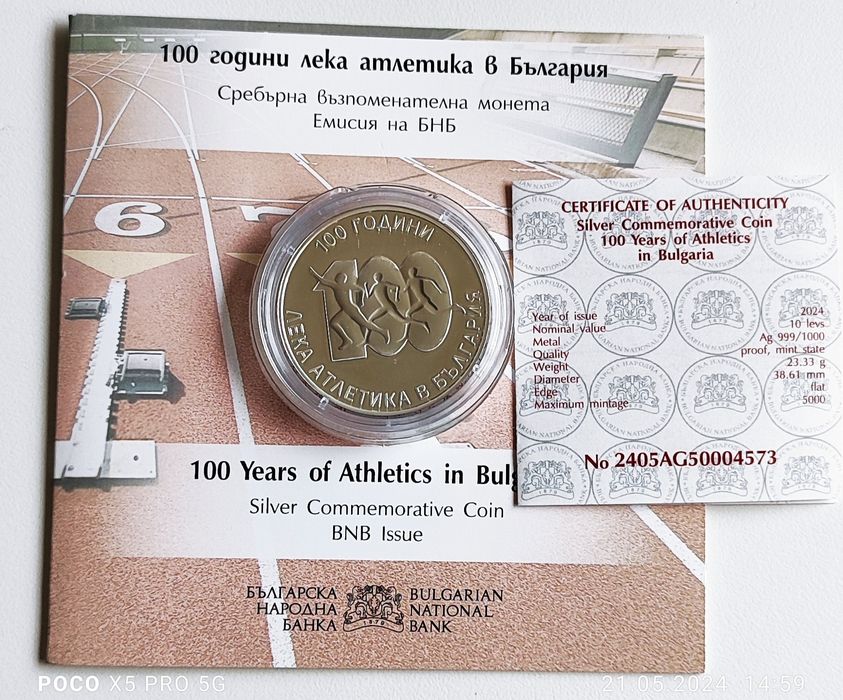 100 години лека атлетика в България
Сребърна възпоменателна монета
Емисия на БНБ
6
100 ГОДИНИ
ЛЕКА АТЛЕТИКА В БЪЛГАРИЯ
CERTIFICATE OF AUTHENTICITY
Silver Commemorative Coin
100 Years of Athletics
in Bulgaria
Year of issue 2024
Nominal value 10 levs
Metal Ag 999/1000
Quality proof, mint state
Weight 23.33 g
Diameter 38.61 mm
Edge flat
Maximum mintage 5000
No 2405AG50004573
100 Years of Athletics in Bulg
Silver Commemorative Coin
BNB Issue
БЪЛГАРСКА
НАРОДНА
БАНКА
1879
BULGARIAN
NATIONAL
BANK
POCO X5 PRO 5G
21.05.2024 14:59